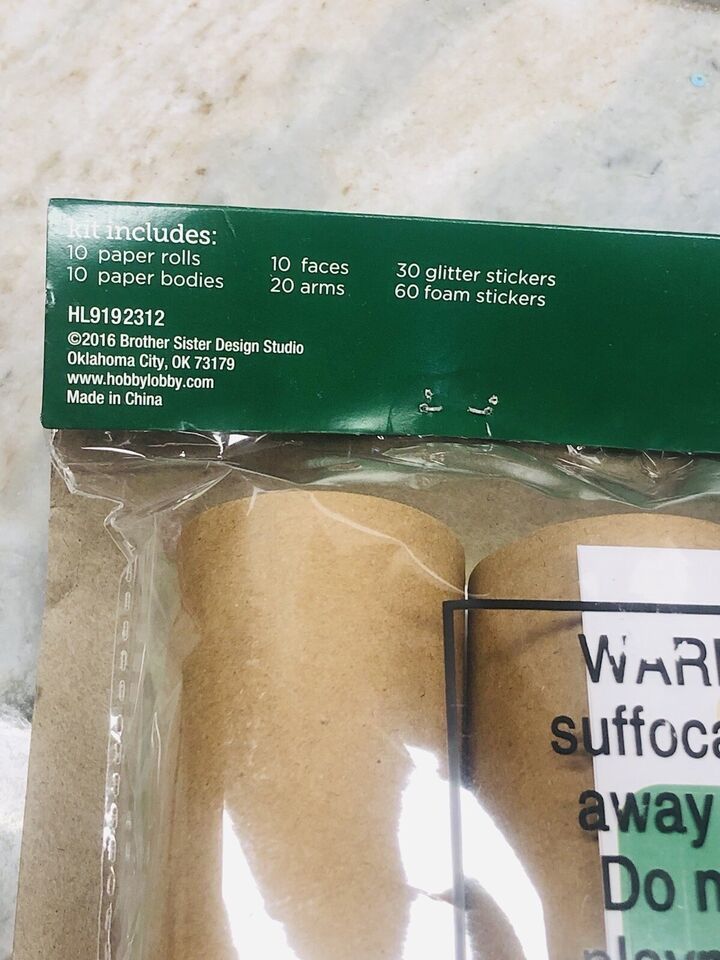 kit includes:
10 paper rolls
10 paper bodies
10 faces
20 arms
30 glitter stickers
60 foam stickers
HL9192312
©2016 Brother Sister Design Studio
Oklahoma City, OK 73179
www.hobbylobby.com
Made in China
suffoca
away
Do n